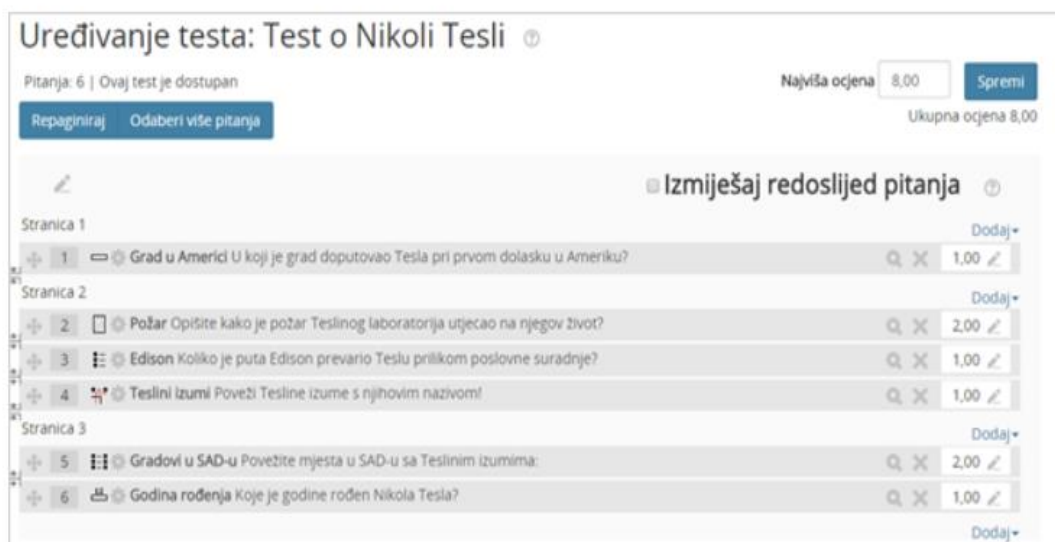 Uređivanje testa: Test o Nikoli Tesli
Pitanja: 6 | Ovaj test je dostupan
Najviša ocjena 8,00 Spremi
Repaginiraj Odaberi više pitanja
Ukupna ocjena 8,00
Izmiješaj redoslijed pitanja
Stranica 1
Dodaj
1 Grad u Americi U koji je grad doputovao Tesla pri prvom dolasku u Ameriku? 1,00
Stranica 2
Dodaj
2 Požar Opišite kako je požar Teslinog laboratorija utjecao na njegov život? 2,00
3 Edison Koliko je puta Edison prevario Teslu prilikom poslovne suradnje? 1,00
4 Teslini izumi Poveži Tesline izume s njihovim nazivom! 1,00
Stranica 3
Dodaj
5 Gradovi u SAD-u Povežite mjesta u SAD-u sa Teslinim izumima: 2,00
6 Godina rođenja Koje je godine rođen Nikola Tesla? 1,00
Dodaj